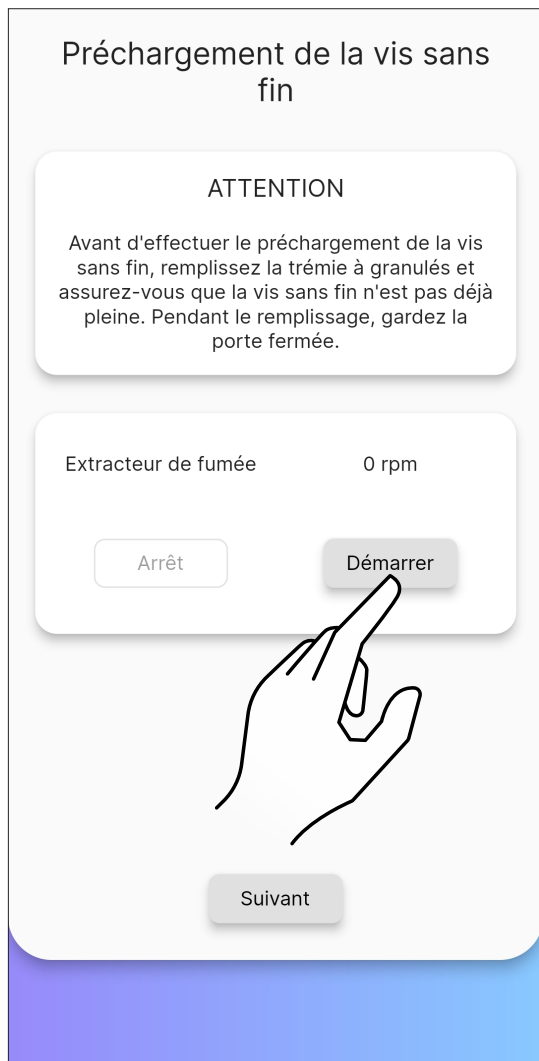 Préchargement de la vis sans
fin
ATTENTION
Avant d'effectuer le préchargement de la vis
sans fin, remplissez la trémie à granulés et
assurez-vous que la vis sans fin n'est pas déjà
pleine. Pendant le remplissage, gardez la
porte fermée.
Extracteur de fumée 0 rpm
Arrêt Démarrer
Suivant